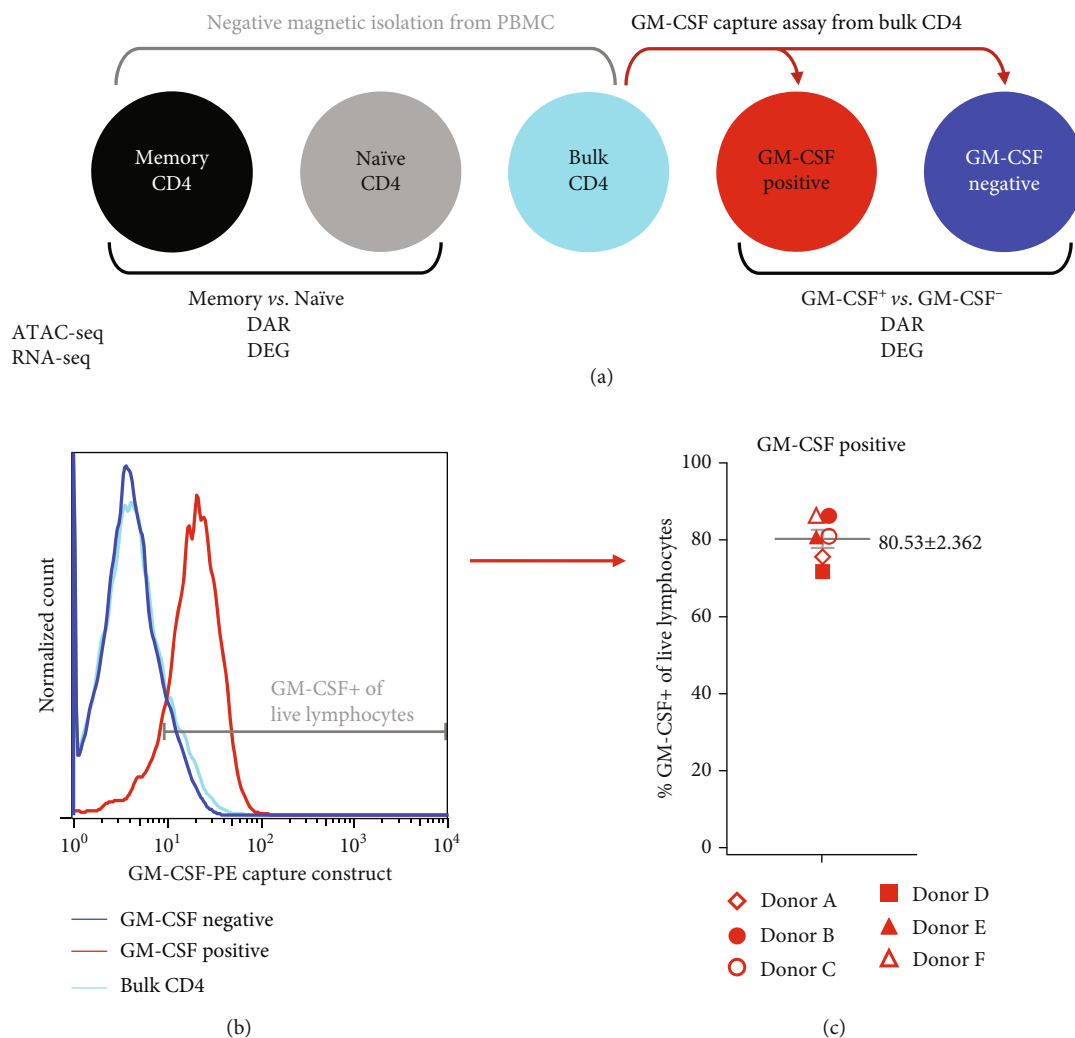 Negative magnetic isolation from PBMC
GM-CSF capture assay from bulk CD4
Memory
CD4
Naïve
CD4
Bulk
CD4
GM-CSF
positive
GM-CSF
negative
Memory vs. Naïve
DAR
DEG
GM-CSF⁺ vs. GM-CSF⁻
DAR
DEG
ATAC-seq
RNA-seq
(a)
Normalized count
GM-CSF+ of
live lymphocytes
10⁰
10¹
10²
10³
10⁴
GM-CSF-PE capture construct
GM-CSF negative
GM-CSF positive
Bulk CD4
(b)
GM-CSF positive
% GM-CSF+ of live lymphocytes
100
80
60
40
20
0
80.53±2.362
Donor A
Donor B
Donor C
Donor D
Donor E
Donor F
(c)